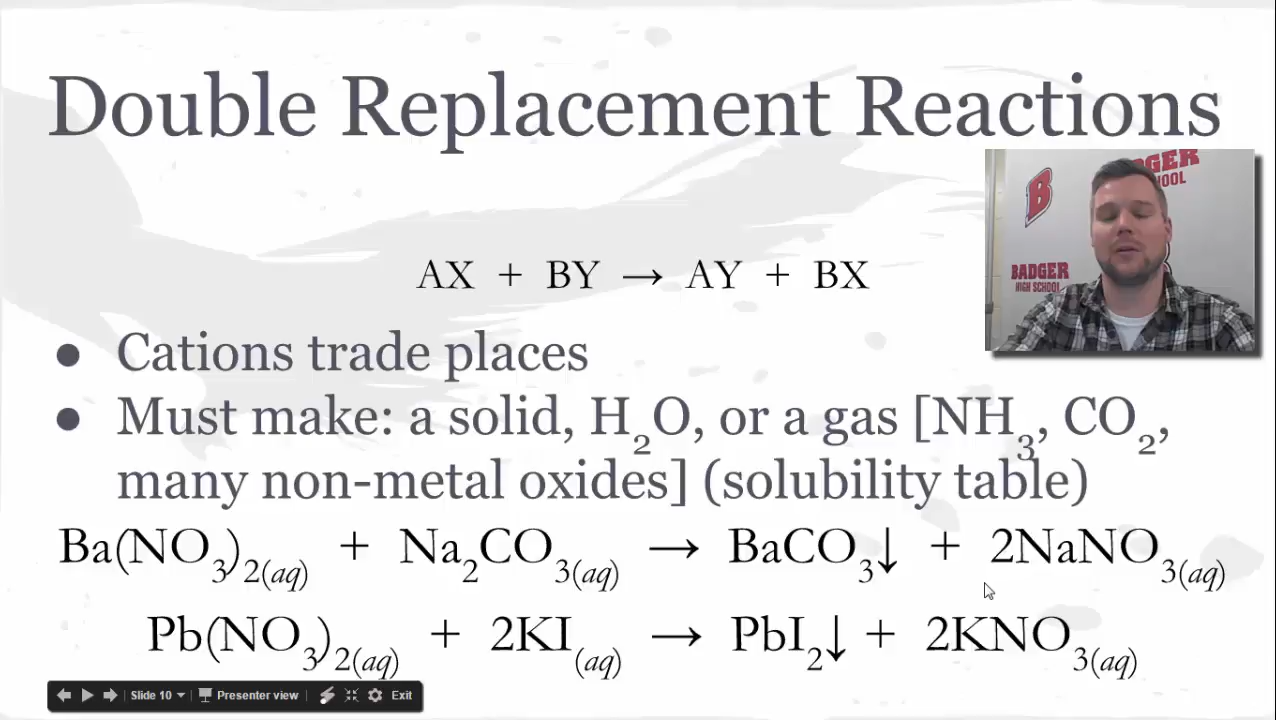 Double Replacement Reactions
BADGER
SCHOOL
B
BADGER
HIGH SCHOOL
AX + BY → AY + BX
● Cations trade places
● Must make: a solid, H₂O, or a gas [NH₃, CO₂,
many non-metal oxides] (solubility table)
Ba(NO₃)₂(aq) + Na₂CO₃(aq) → BaCO₃↓ + 2NaNO₃(aq)
Pb(NO₃)₂(aq) + 2KI(aq) → PbI₂↓ + 2KNO₃(aq)
Slide 10 Presenter view Exit